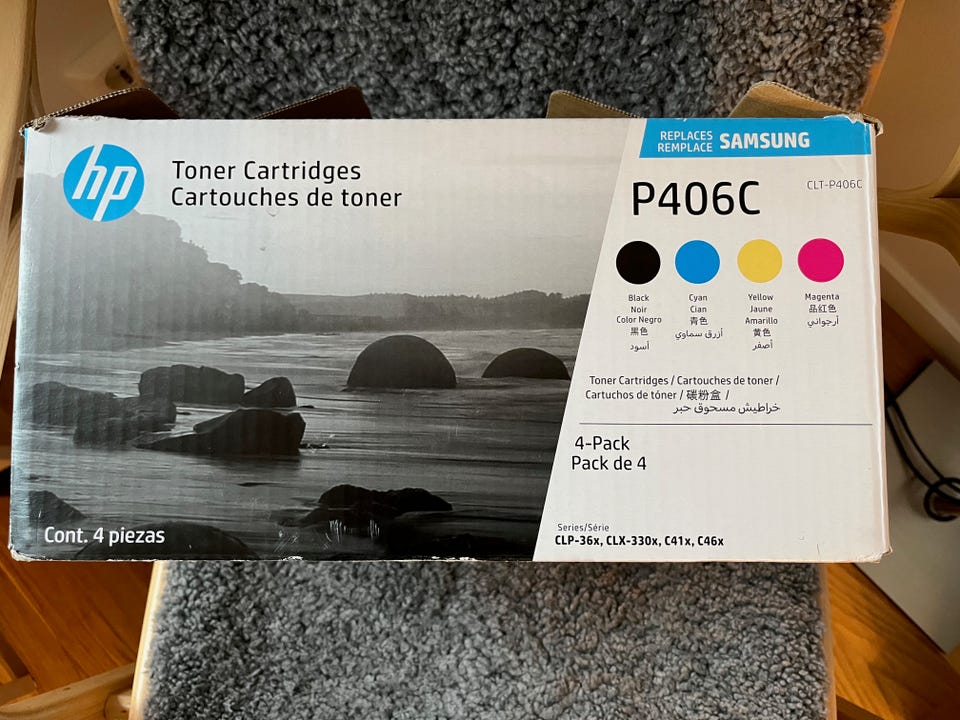 hp
Toner Cartridges
Cartouches de toner
REPLACES
REMPLACE SAMSUNG
P406C
CLT-P406C
Black
Noir
Color Negro
黑色
أسود
Cyan
Cian
青色
أزرق سماوي
Yellow
Jaune
Amarillo
黄色
أصفر
Magenta
品红色
أرجواني
Toner Cartridges / Cartouches de toner /
Cartuchos de tóner / 碳粉盒 /
خراطيش مسحوق حبر
4-Pack
Pack de 4
Cont. 4 piezas
Series/Série
CLP-36x, CLX-330x, C41x, C46x